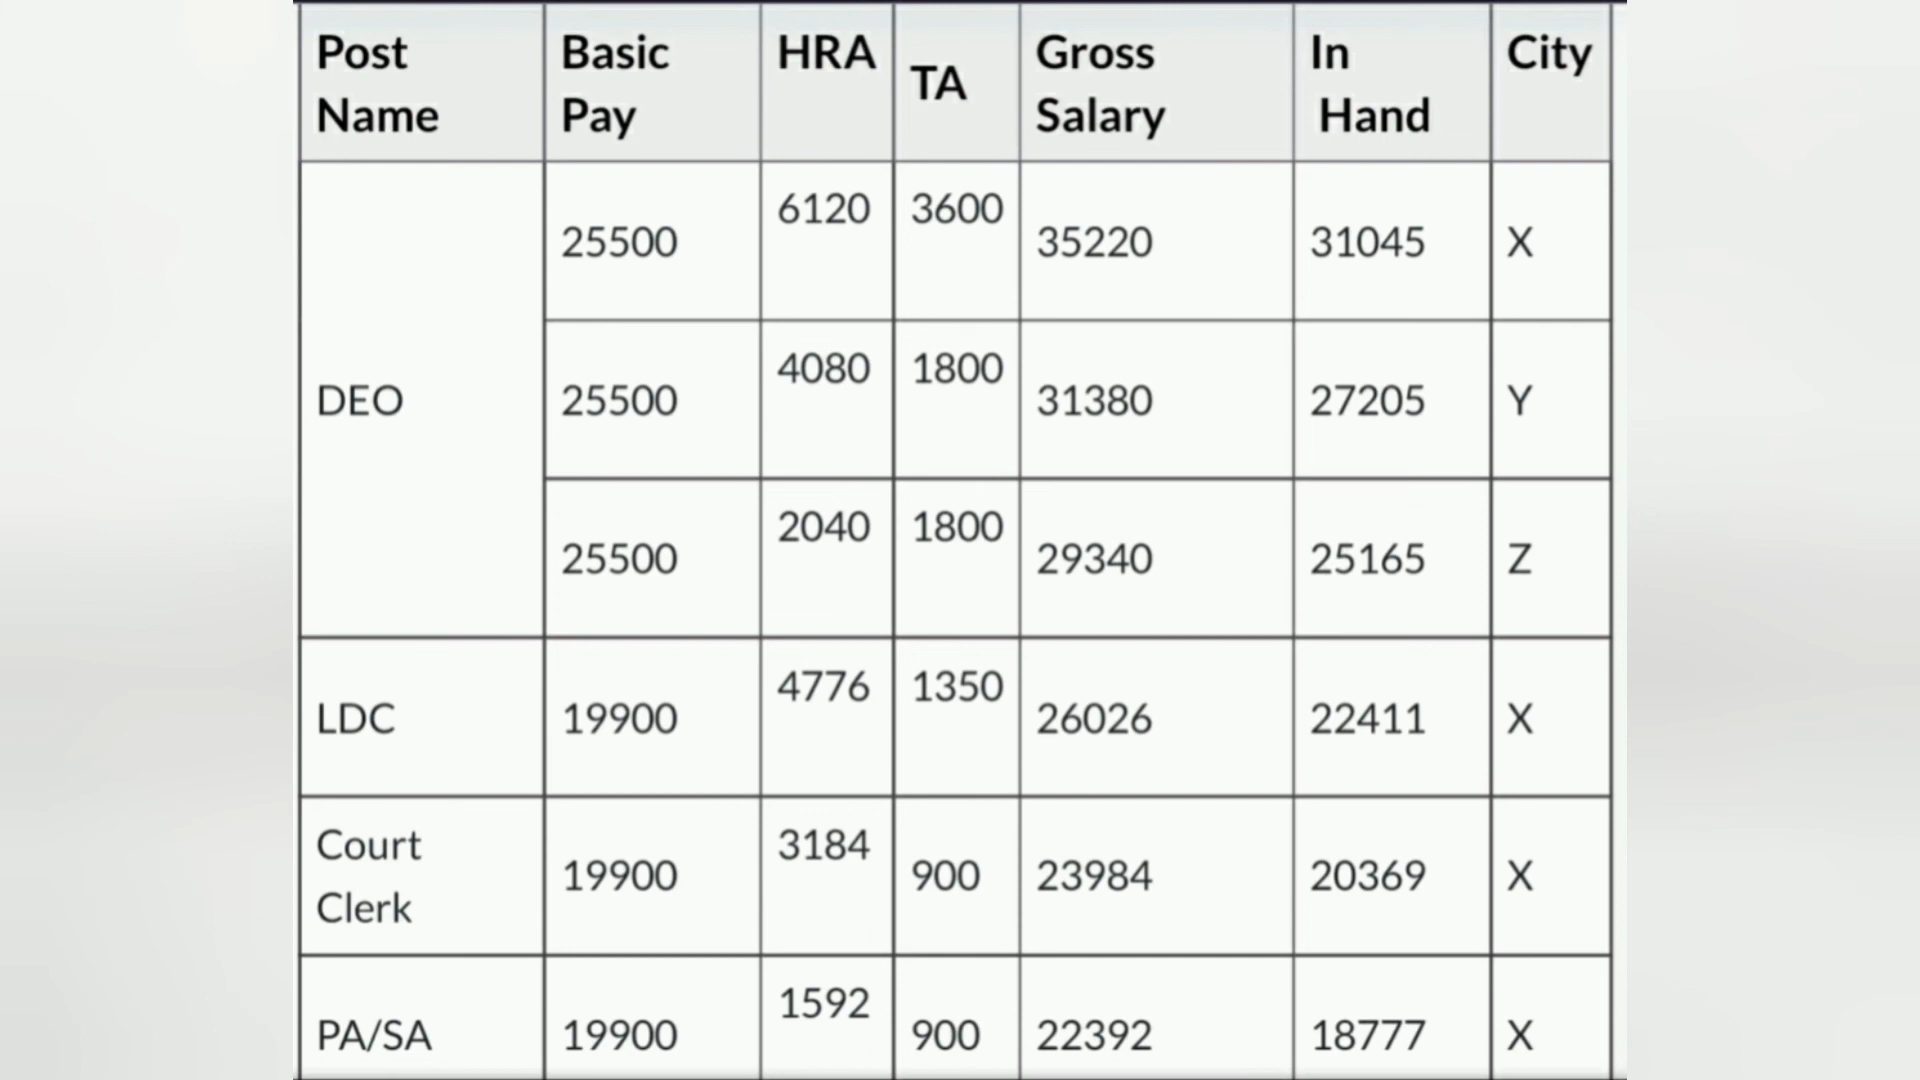 Post Name Basic Pay HRA TA Gross Salary In Hand City
DEO 25500 6120 3600 35220 31045 X
25500 4080 1800 31380 27205 Y
25500 2040 1800 29340 25165 Z
LDC 19900 4776 1350 26026 22411 X
Court Clerk 19900 3184 900 23984 20369 X
PA/SA 19900 1592 900 22392 18777 X